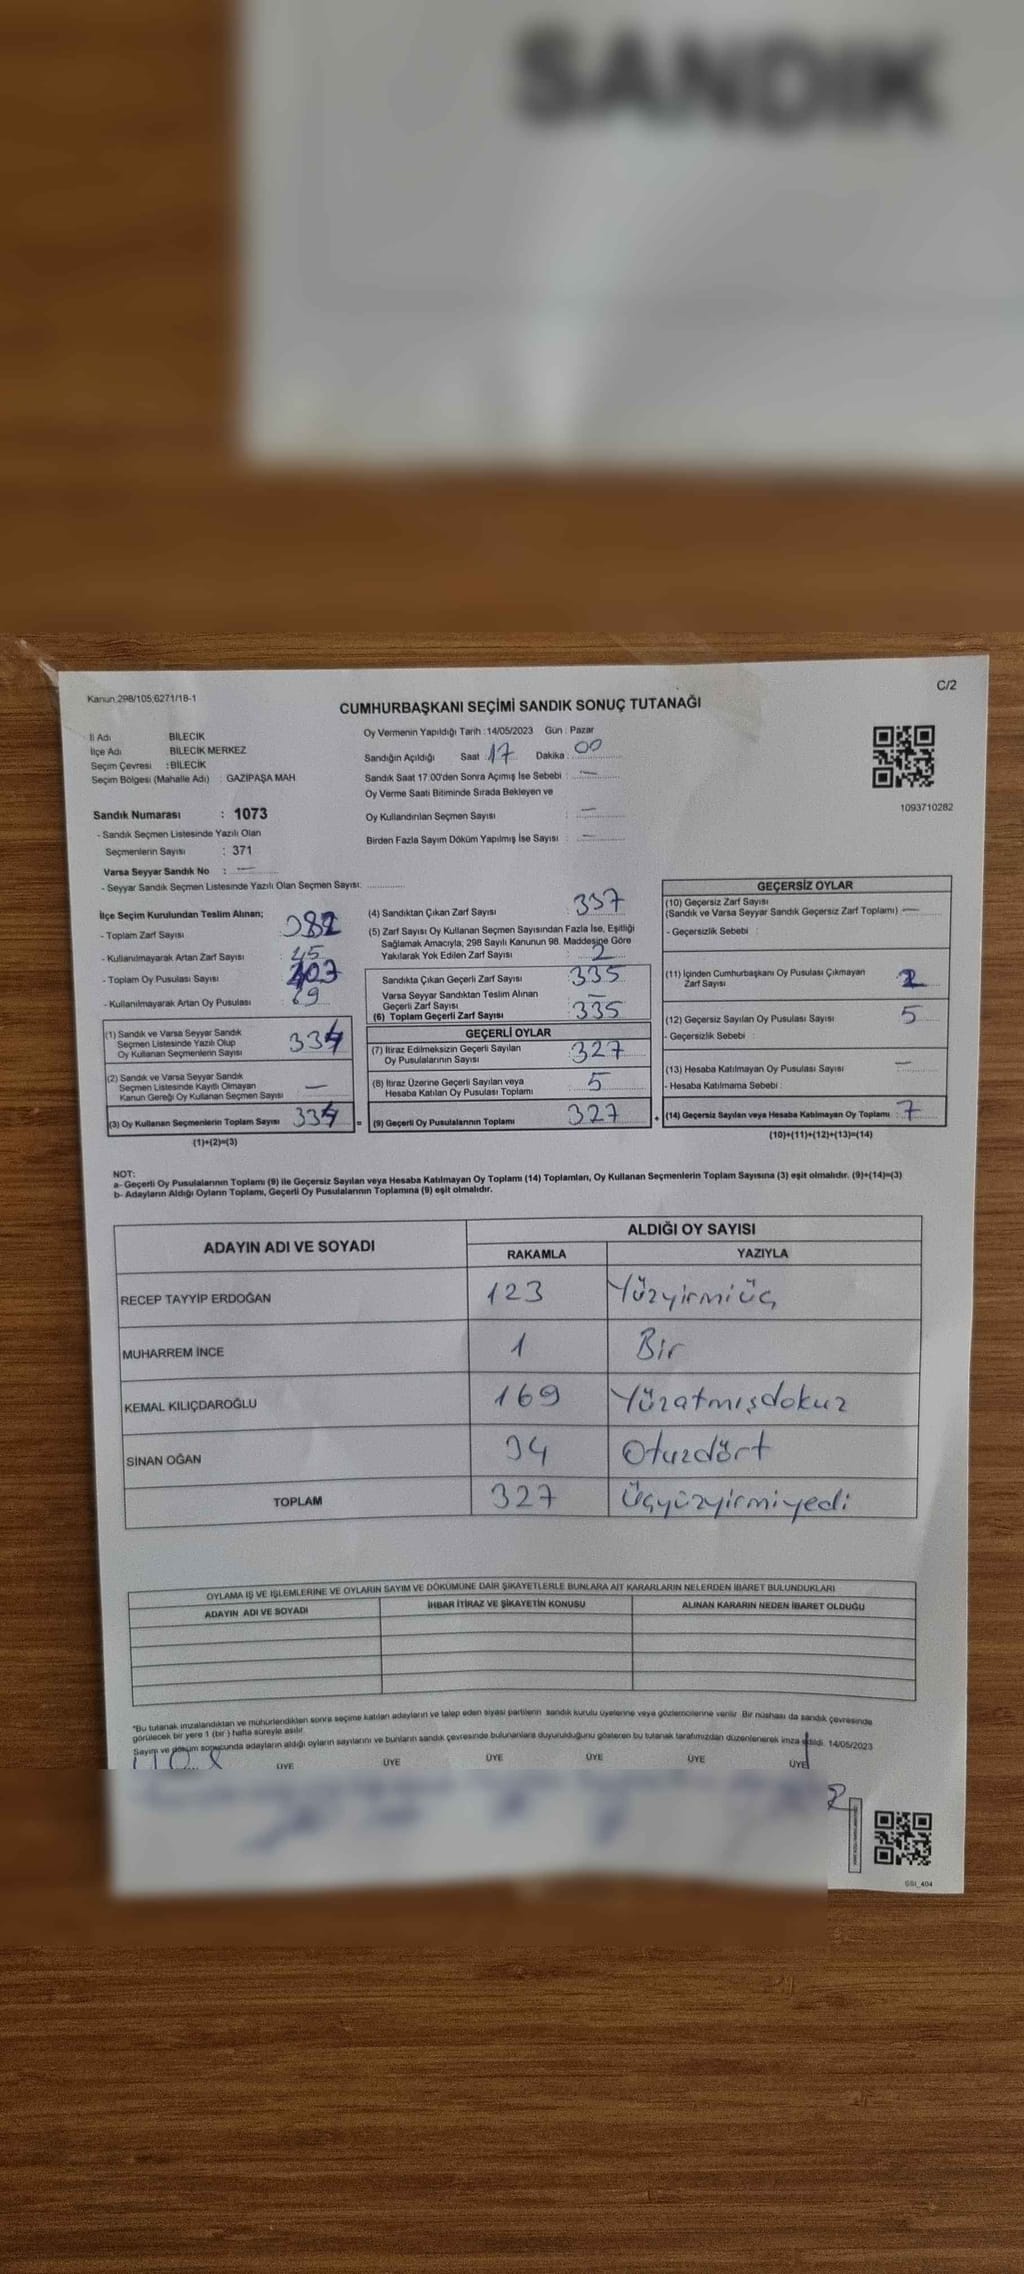 SANDIK
Kanun:298/105;6271/18-1
C/2
CUMHURBAŞKANI SEÇİMİ SANDIK SONUÇ TUTANAĞI
İl Adı BİLECİK
İlçe Adı BİLECİK MERKEZ
Seçim Çevresi :BİLECİK
Seçim Bölgesi (Mahalle Adı) : GAZİPAŞA MAH
Sandık Numarası : 1073
- Sandık Seçmen Listesinde Yazılı Olan
Seçmenlerin Sayısı : 371
Varsa Seyyar Sandık No : —
- Seyyar Sandık Seçmen Listesinde Yazılı Olan Seçmen Sayısı:
Oy Vermenin Yapıldığı Tarih : 14/05/2023 Gün : Pazar
Sandığın Açıldığı Saat : 17 Dakika : 00
Sandık Saat 17:00'den Sonra Açımış İse Sebebi : —
Oy Verme Saati Bitiminde Sırada Bekleyen ve
Oy Kullandırılan Seçmen Sayısı : —
Birden Fazla Sayım Döküm Yapılmış İse Sayısı : —
1093710282
İlçe Seçim Kurulundan Teslim Alınan;
- Toplam Zarf Sayısı : 382
- Kullanılmayarak Artan Zarf Sayısı : 45
- Toplam Oy Pusulası Sayısı : 403
- Kullanılmayarak Artan Oy Pusulası : 69
(1) Sandık ve Varsa Seyyar Sandık
Seçmen Listesinde Yazılı Olup
Oy Kullanan Seçmenlerin Sayısı 334
(2) Sandık ve Varsa Seyyar Sandık
Seçmen Listesinde Kayıtlı Olmayan
Kanun Gereği Oy Kullanan Seçmen Sayısı —
(3) Oy Kullanan Seçmenlerin Toplam Sayısı 334
(1)+(2)=(3)
(4) Sandıktan Çıkan Zarf Sayısı : 337
(5) Zarf Sayısı Oy Kullanan Seçmen Sayısından Fazla İse, Eşitliği
Sağlamak Amacıyla, 298 Sayılı Kanunun 98. Maddesine Göre
Yakılarak Yok Edilen Zarf Sayısı : 2
Sandıkta Çıkan Geçerli Zarf Sayısı : 335
Varsa Seyyar Sandıktan Teslim Alınan
Geçerli Zarf Sayısı : —
(6) Toplam Geçerli Zarf Sayısı : 335
GEÇERLİ OYLAR
(7) İtiraz Edilmeksizin Geçerli Sayılan
Oy Pusulalarının Sayısı : 327
(8) İtiraz Üzerine Geçerli Sayılan veya
Hesaba Katılan Oy Pusulası Toplamı : 5
= (9) Geçerli Oy Pusulalarının Toplamı : 327
GEÇERSİZ OYLAR
(10) Geçersiz Zarf Sayısı
(Sandık ve Varsa Seyyar Sandık Geçersiz Zarf Toplamı) : —
- Geçersizlik Sebebi :
(11) İçinden Cumhurbaşkanı Oy Pusulası Çıkmayan
Zarf Sayısı : 2
(12) Geçersiz Sayılan Oy Pusulası Sayısı : 5
- Geçersizlik Sebebi :
(13) Hesaba Katılmayan Oy Pusulası Sayısı : —
- Hesaba Katılmama Sebebi :
+ (14) Geçersiz Sayılan veya Hesaba Katılmayan Oy Toplamı : 7
(10)+(11)+(12)+(13)=(14)
NOT:
a- Geçerli Oy Pusulalarının Toplamı (9) ile Geçersiz Sayılan veya Hesaba Katılmayan Oy Toplamı (14) Toplamları, Oy Kullanan Seçmenlerin Toplam Sayısına (3) eşit olmalıdır. (9)+(14)=(3)
b- Adayların Aldığı Oyların Toplamı, Geçerli Oy Pusulalarının Toplamına (9) eşit olmalıdır.
ADAYIN ADI VE SOYADI ALDIĞI OY SAYISI
RAKAMLA YAZIYLA
RECEP TAYYİP ERDOĞAN 123 Yüzyirmiüç
MUHARREM İNCE 1 Bir
KEMAL KILIÇDAROĞLU 169 Yüzatmışdokuz
SİNAN OĞAN 34 Otuzdört
TOPLAM 327 Üçyüzyirmiyedi
OYLAMA İŞ VE İŞLEMLERİNE VE OYLARIN SAYIM VE DÖKÜMÜNE DAİR ŞİKAYETLERLE BUNLARA AİT KARARLARIN NELERDEN İBARET BULUNDUKLARI
ADAYIN ADI VE SOYADI İHBAR İTİRAZ VE ŞİKAYETİN KONUSU ALINAN KARARIN NEDEN İBARET OLDUĞU
*Bu tutanak imzalandıktan ve mühürlendikten sonra seçime katılan adayların ve talep eden siyasi partilerin sandık kurulu üyelerine veya gözlemcilerine verilir. Bir nüshası da sandık çevresinde
görülecek bir yere 1 (bir) hafta süreyle asılır.
Sayım ve döküm sonucunda adayların aldığı oyların sayılarını ve bunların sandık çevresinde bulunanlara duyurulduğunu gösteren bu tutanak tarafımızdan düzenlenerek imza edildi. 14/05/2023
ÜYE ÜYE ÜYE ÜYE ÜYE ÜYE
SSI_404